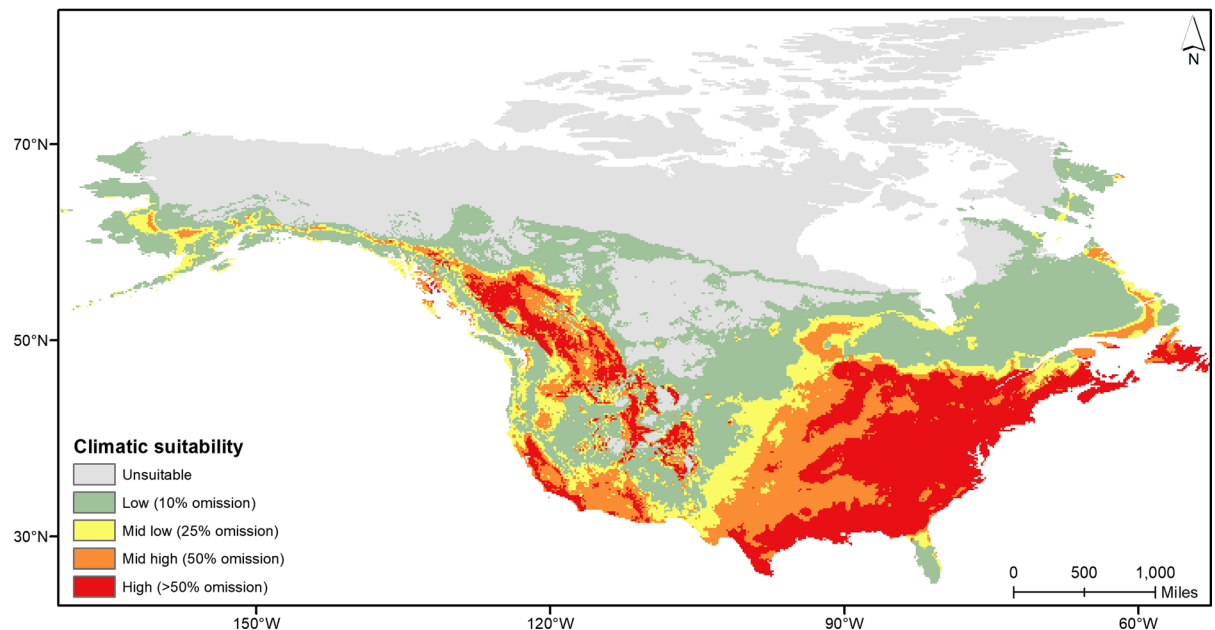 N
70°N
50°N
30°N
Climatic suitability
Unsuitable
Low (10% omission)
Mid low (25% omission)
Mid high (50% omission)
High (>50% omission)
0 500 1,000
Miles
150°W 120°W 90°W 60°W